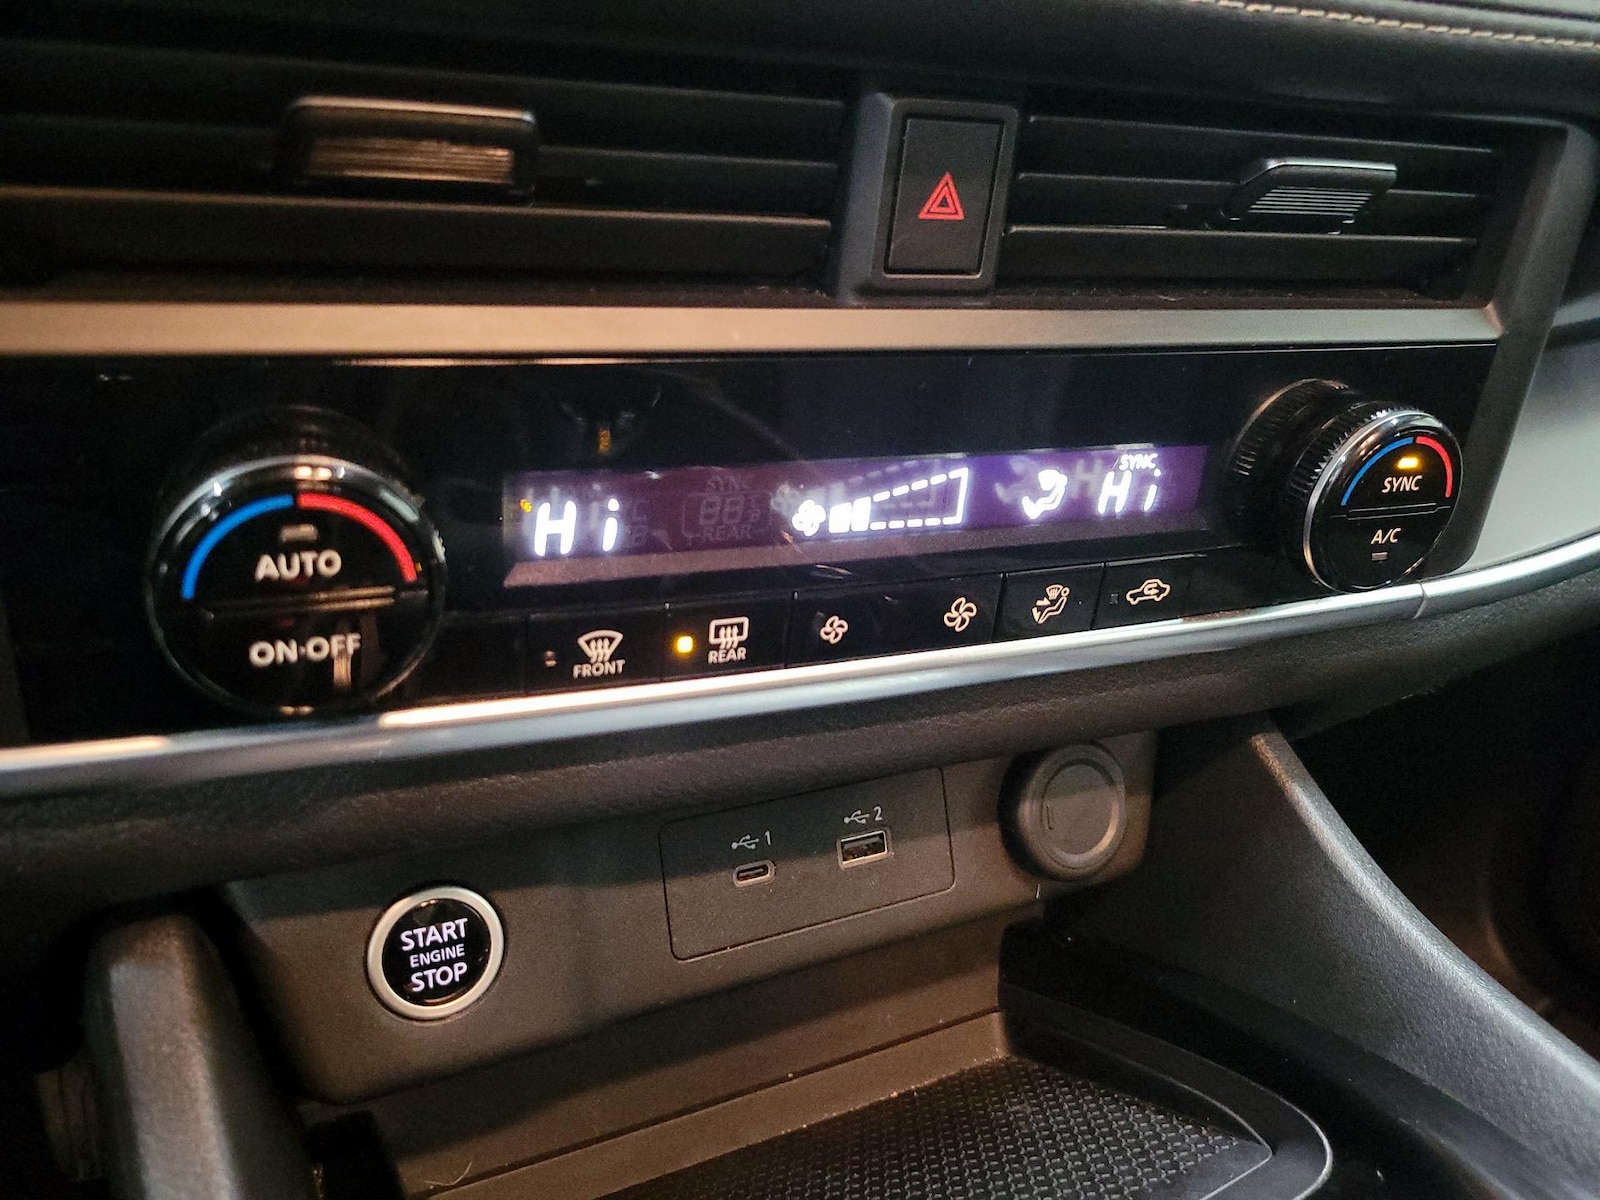 SYNC
Hi
Hi
SYNC
A/C
AUTO
ON·OFF
FRONT
REAR
1
2
START
ENGINE
STOP